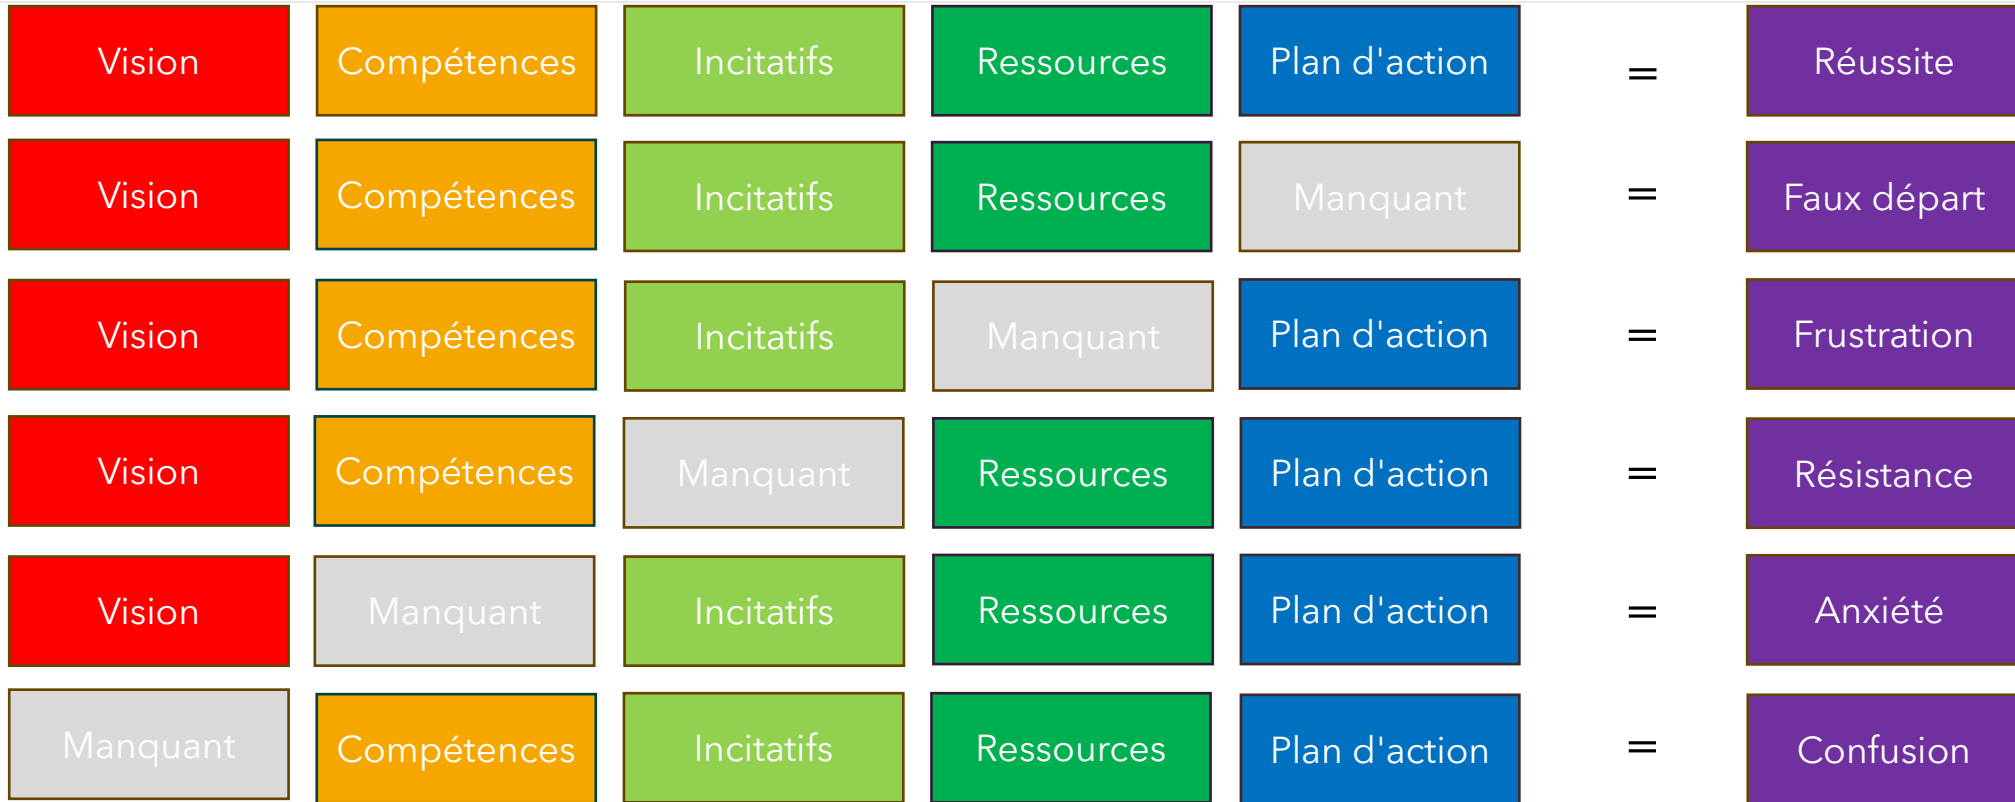 Vision Compétences Incitatifs Ressources Plan d'action = Réussite
Vision Compétences Incitatifs Ressources Manquant = Faux départ
Vision Compétences Incitatifs Manquant Plan d'action = Frustration
Vision Compétences Manquant Ressources Plan d'action = Résistance
Vision Manquant Incitatifs Ressources Plan d'action = Anxiété
Manquant Compétences Incitatifs Ressources Plan d'action = Confusion